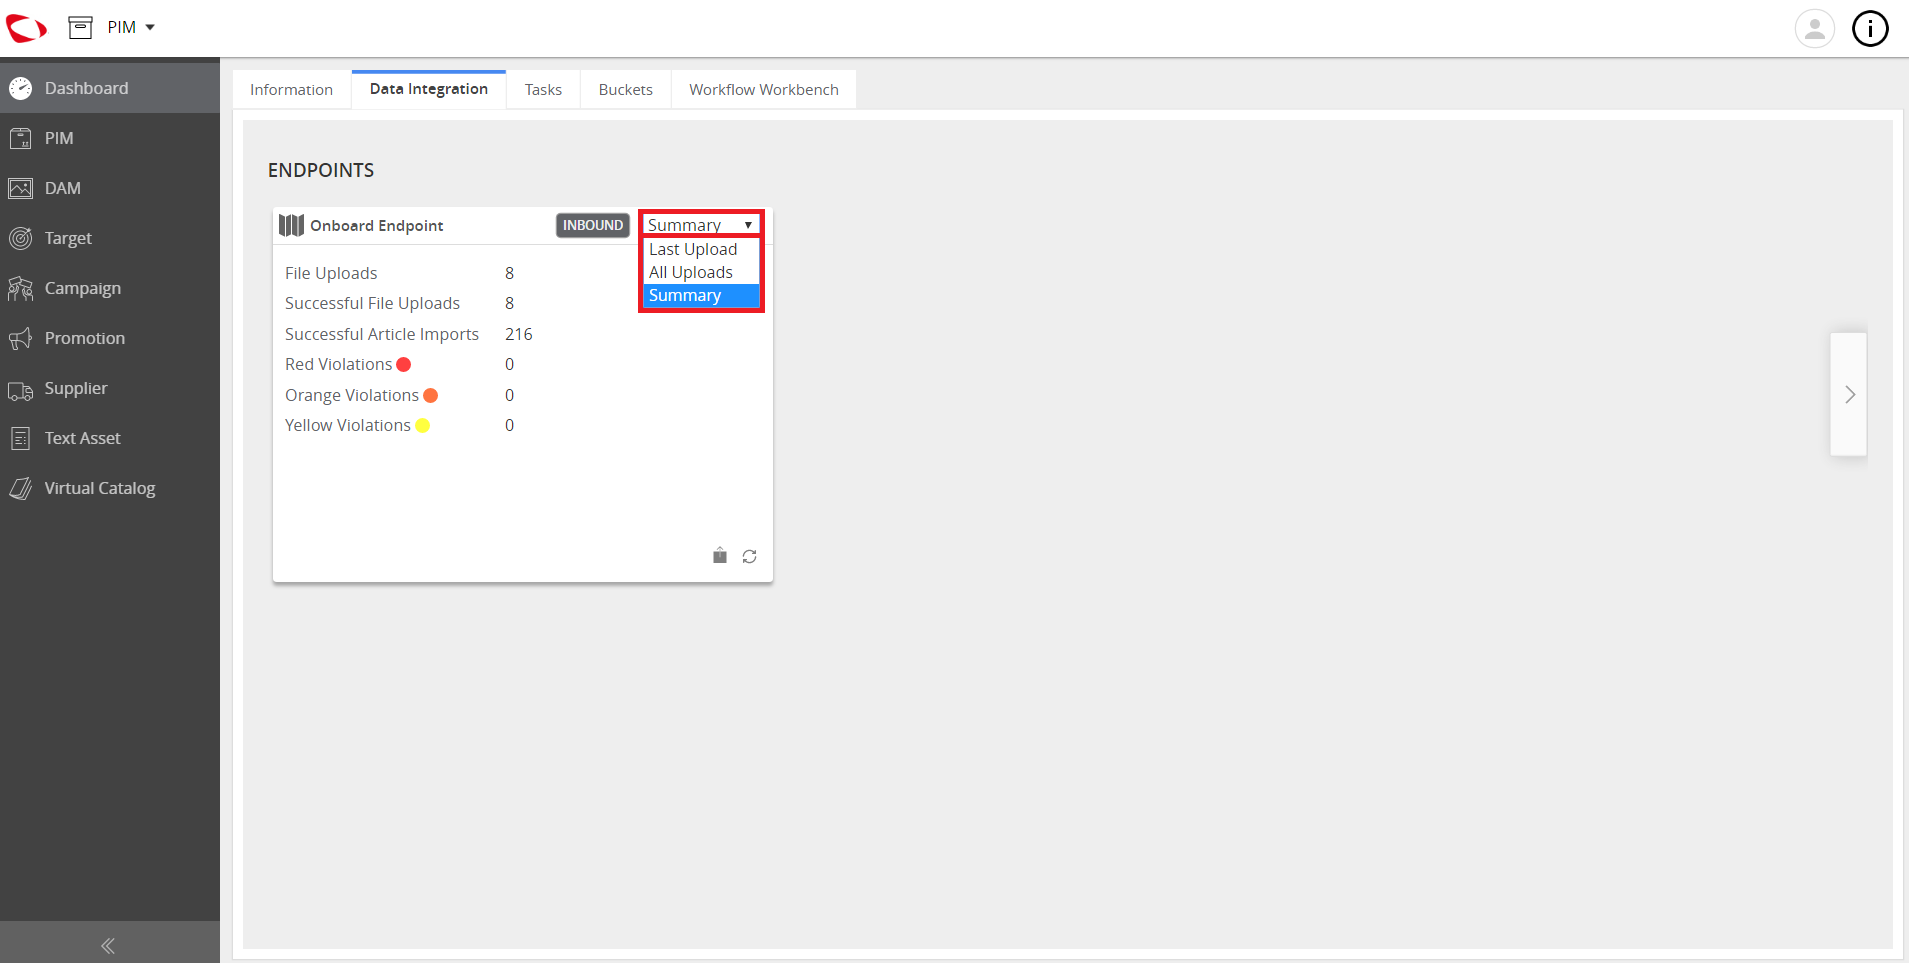 PIM
Dashboard
PIM
DAM
Target
Campaign
Promotion
Supplier
Text Asset
Virtual Catalog
Information
Data Integration
Tasks
Buckets
Workflow Workbench
ENDPOINTS
Onboard Endpoint
INBOUND
Summary
Last Upload
All Uploads
Summary
File Uploads 8
Successful File Uploads 8
Successful Article Imports 216
Red Violations 0
Orange Violations 0
Yellow Violations 0